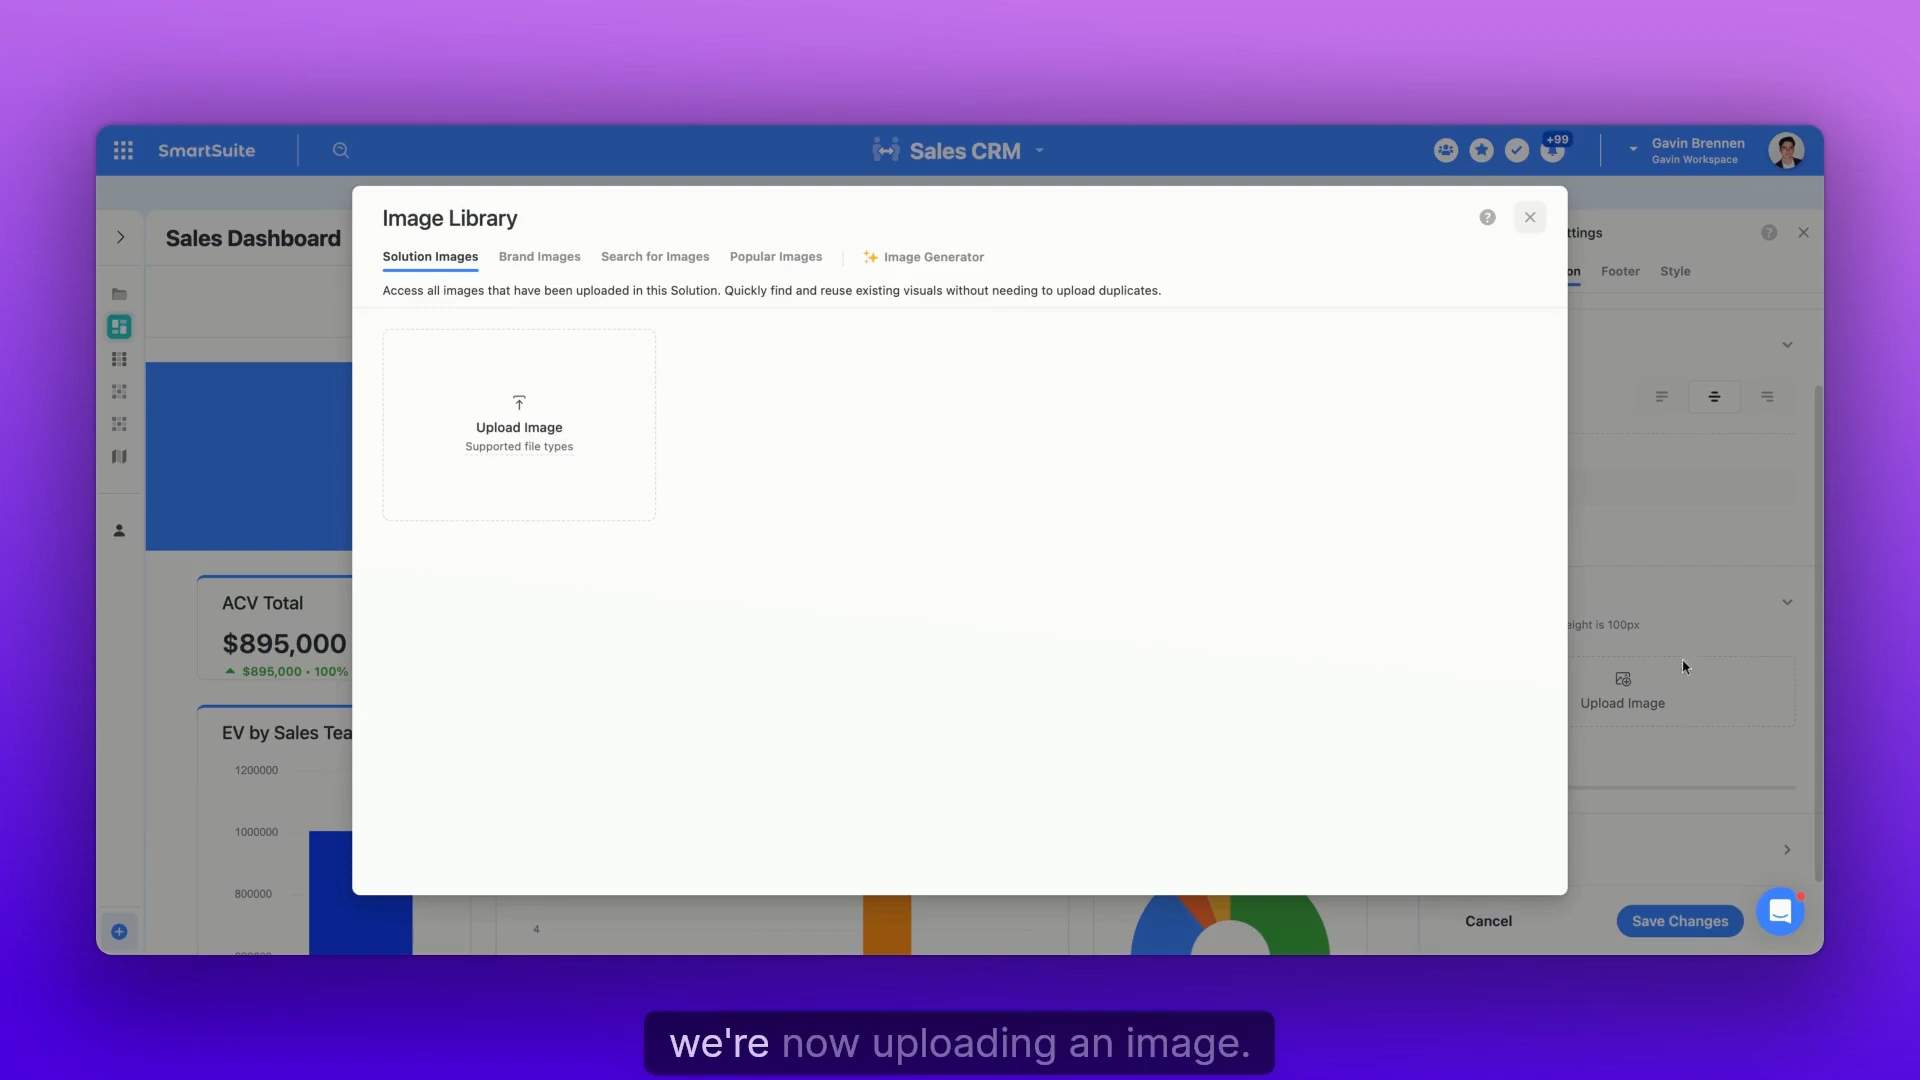 SmartSuite
Sales CRM
+99
Gavin Brennen
Gavin Workspace
Sales Dashboard
Image Library
Solution Images
Brand Images
Search for Images
Popular Images
Image Generator
Access all images that have been uploaded in this Solution. Quickly find and reuse existing visuals without needing to upload duplicates.
Upload Image
Supported file types
ttings
on
Footer
Style
eight is 100px
Upload Image
ACV Total
$895,000
$895,000 • 100%
EV by Sales Tea
1200000
1000000
800000
4
Cancel
Save Changes
we're now uploading an image.